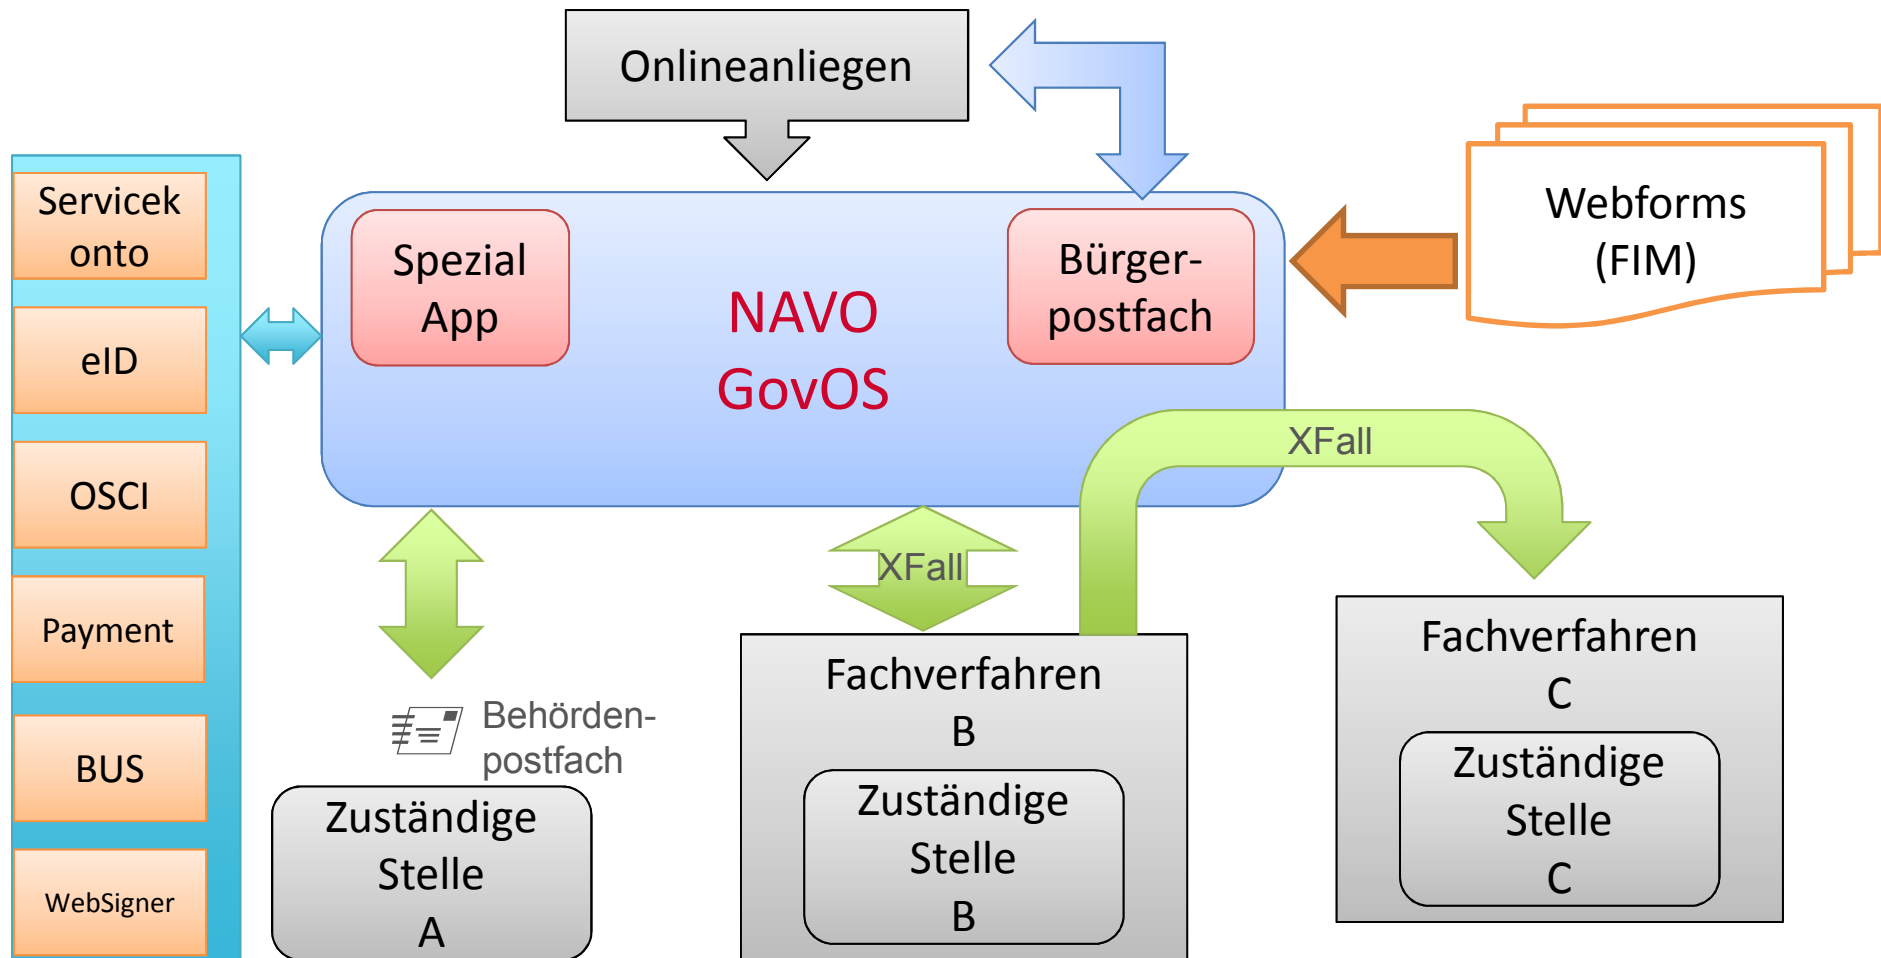 Onlineanliegen
Servicek
onto
eID
OSCI
Payment
BUS
WebSigner
Spezial
App
NAVO
GovOS
Bürger-
postfach
Webforms
(FIM)
XFall
XFall
Behörden-
postfach
Zuständige
Stelle
A
Fachverfahren
B
Zuständige
Stelle
B
Fachverfahren
C
Zuständige
Stelle
C